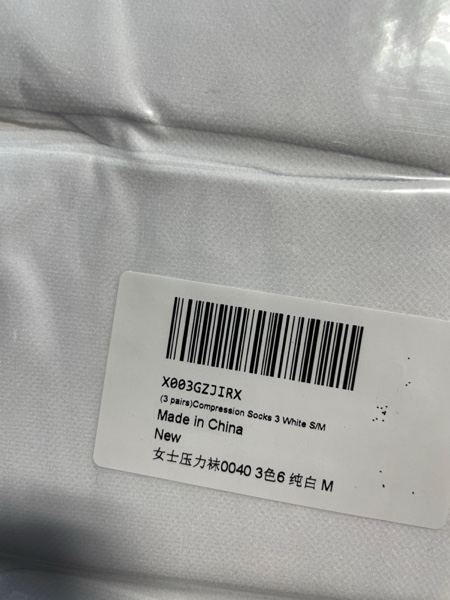 X003GZJIRX
(3 pairs)Compression Socks 3 White S/M
Made in China
New
女士压力袜0040 3色6 纯白 M